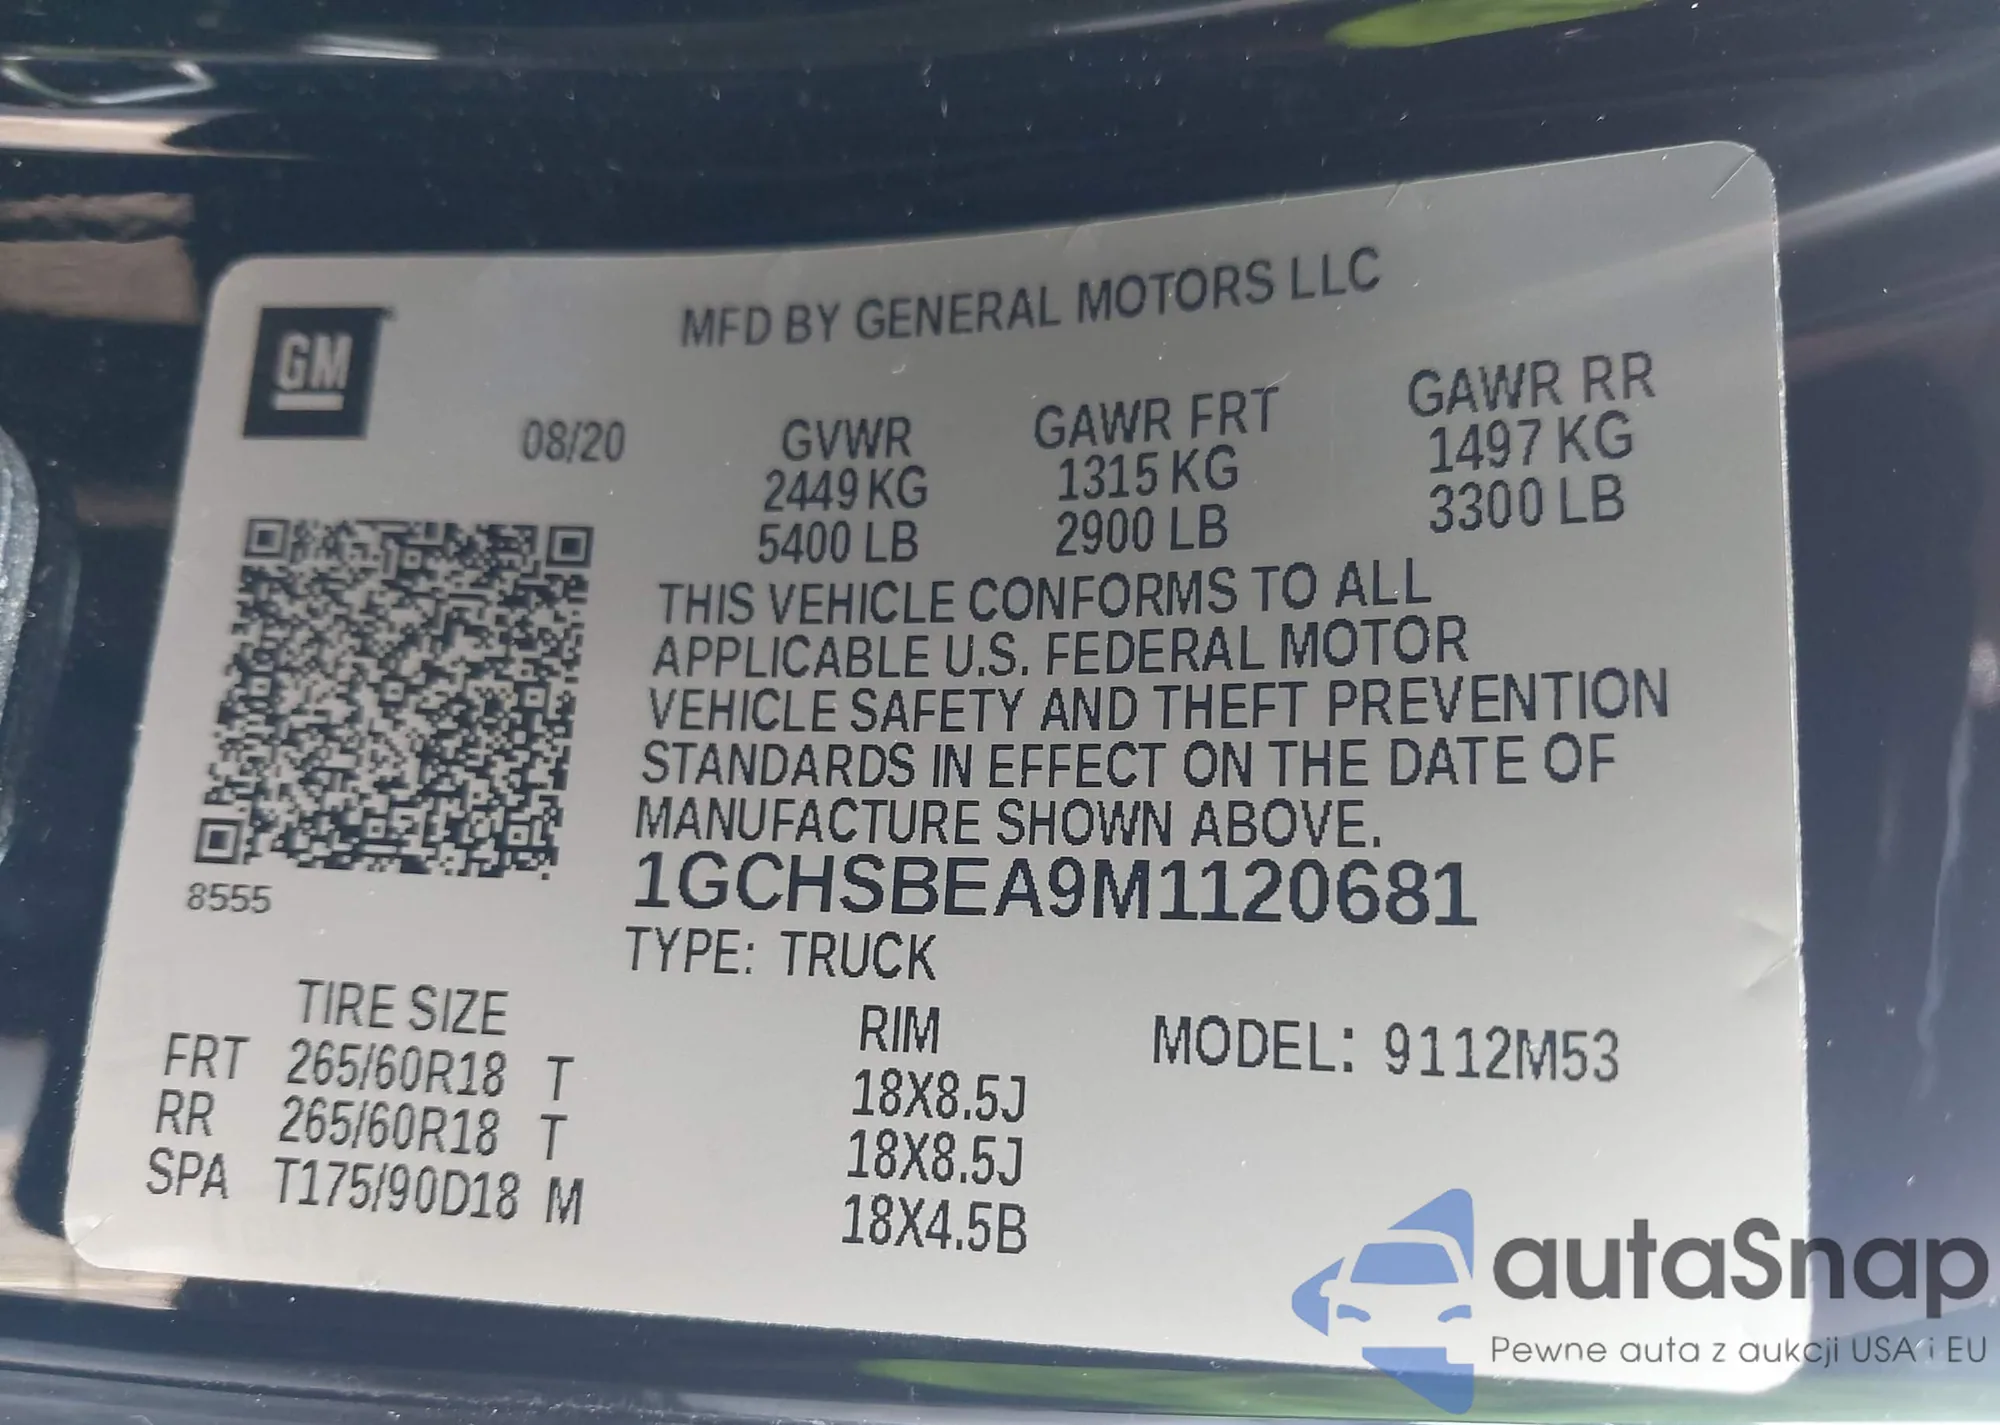 GM
MFD BY GENERAL MOTORS LLC
08/20
GVWR
2449 KG
5400 LB
GAWR FRT
1315 KG
2900 LB
GAWR RR
1497 KG
3300 LB
THIS VEHICLE CONFORMS TO ALL
APPLICABLE U.S. FEDERAL MOTOR
VEHICLE SAFETY AND THEFT PREVENTION
STANDARDS IN EFFECT ON THE DATE OF
MANUFACTURE SHOWN ABOVE.
1GCHSBEA9M1120681
8555
TYPE: TRUCK
TIRE SIZE
RIM
MODEL: 9112M53
FRT 265/60R18 T 18X8.5J
RR 265/60R18 T 18X8.5J
SPA T175/90D18 M 18X4.5B
autaSnap
Pewne auta z aukcji USA i EU